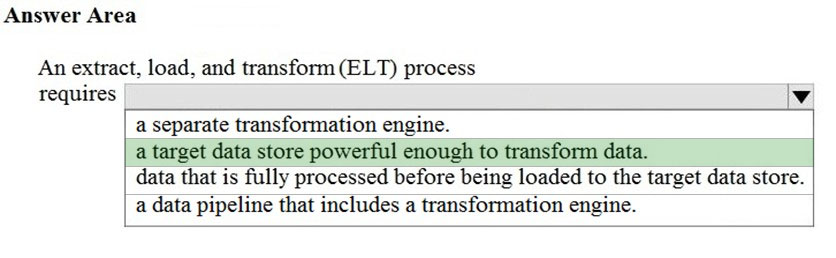 Answer Area
An extract, load, and transform (ELT) process
requires
a separate transformation engine.
a target data store powerful enough to transform data.
data that is fully processed before being loaded to the target data store.
a data pipeline that includes a transformation engine.